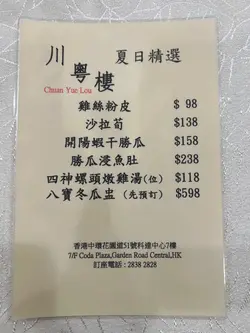 川粵樓
Chuan Yue Lou
夏日精選
雞絲粉皮 $ 98
沙拉荀 $138
開陽蝦干勝瓜 $158
勝瓜浸魚肚 $238
四神螺頭燉雞湯(位) $118
八寶冬瓜盅 (先預訂) $598
香港中環花園道51號科達中心7樓
7/F Coda Plaza,Garden Road Central,HK
訂座電話 : 2838 2828